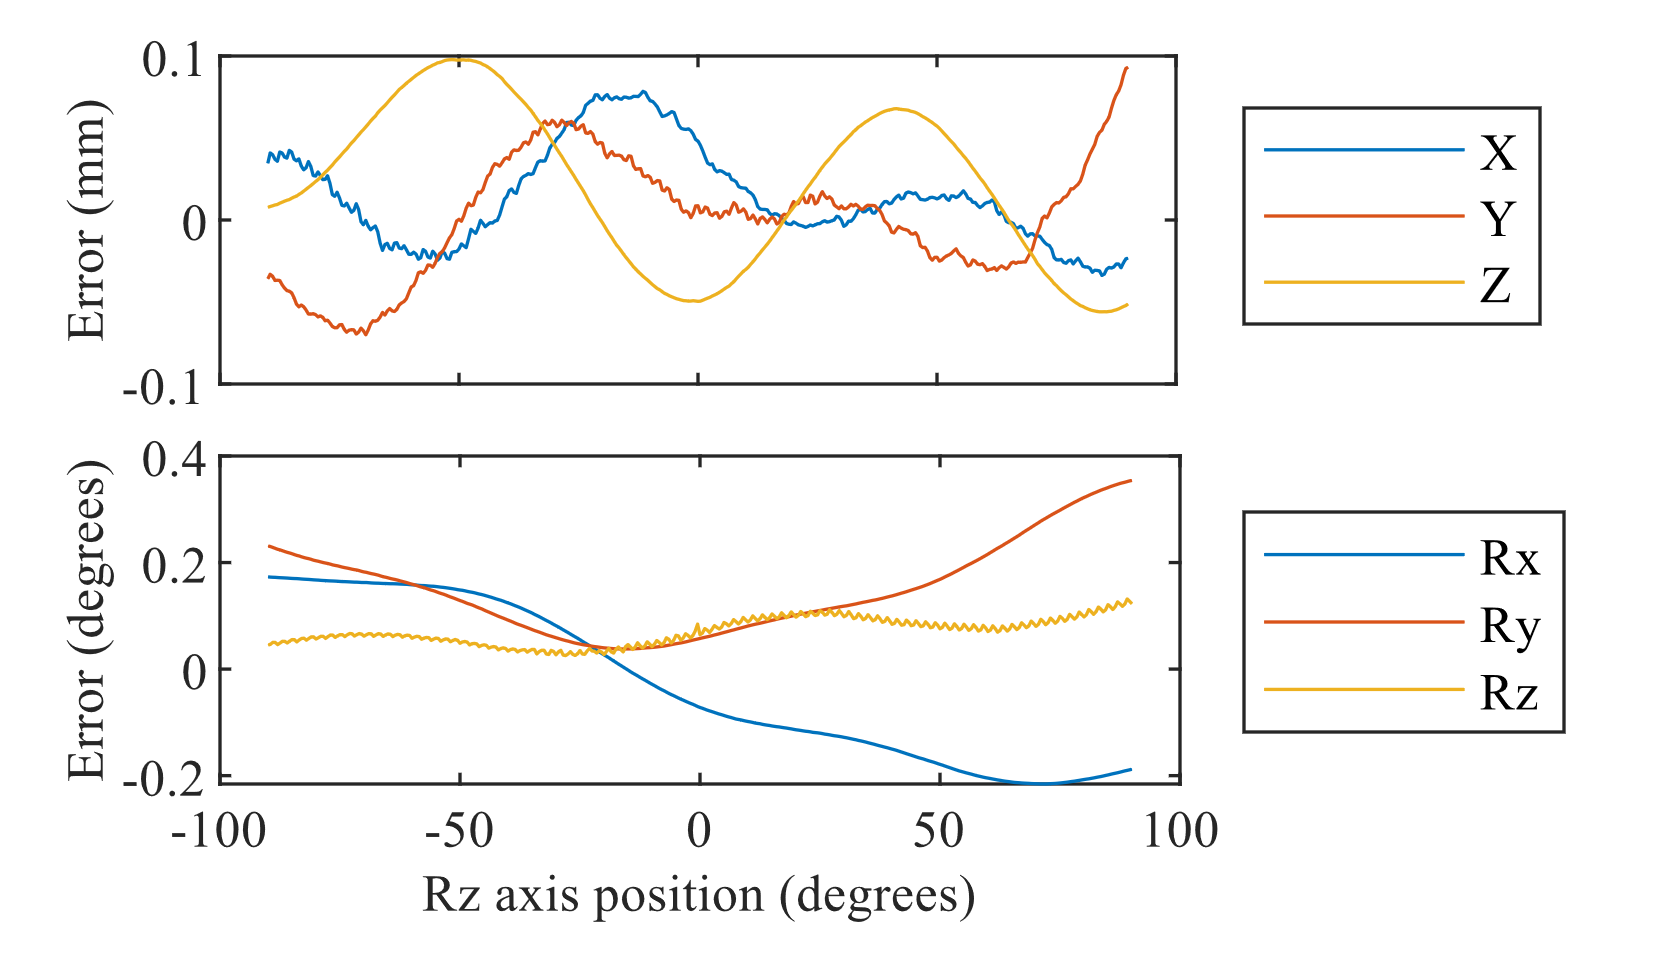 0.1
0
-0.1
Error (mm)
X
Y
Z
0.4
0.2
0
-0.2
Error (degrees)
-100 -50 0 50 100
Rz axis position (degrees)
Rx
Ry
Rz